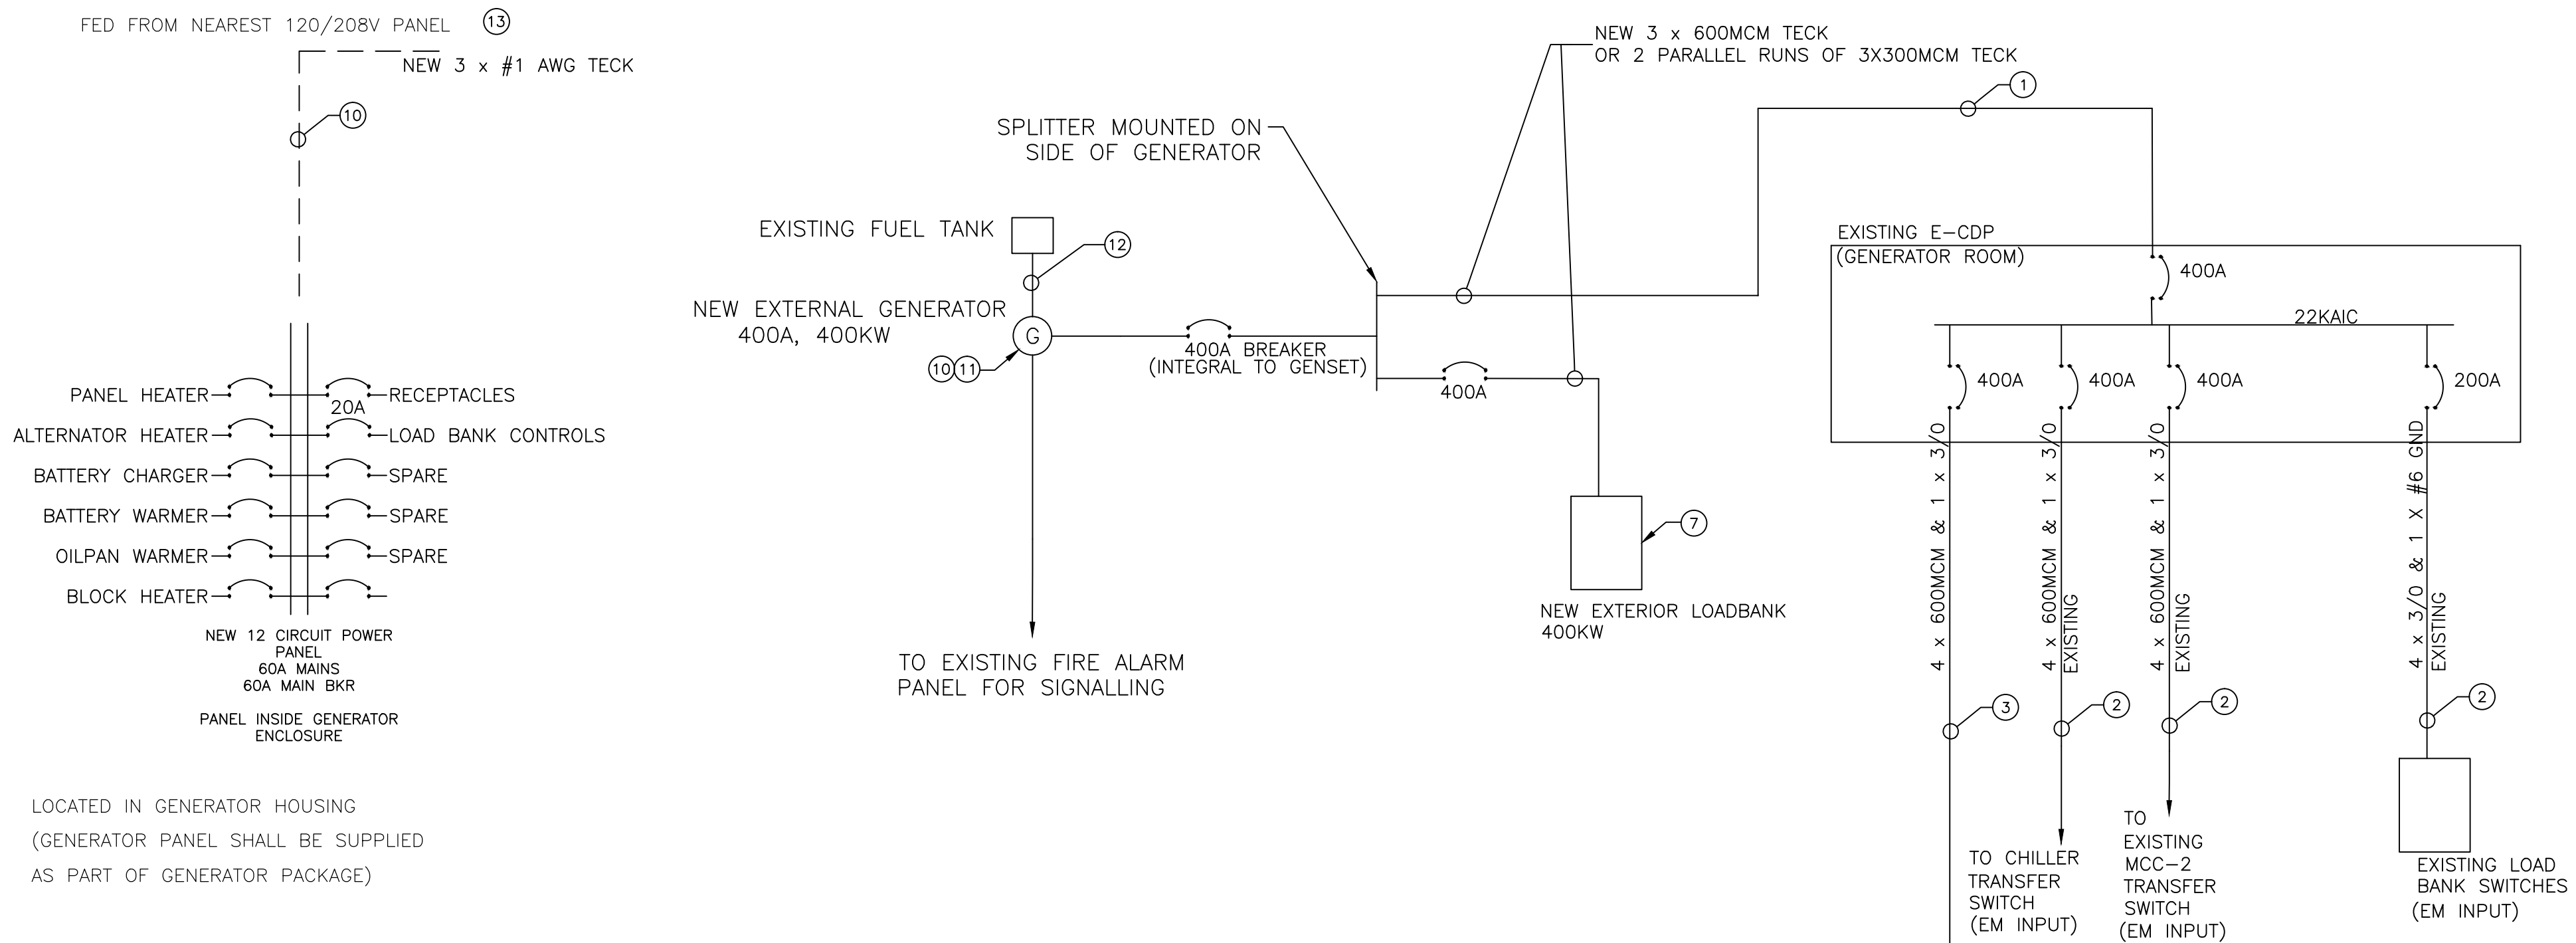 FED FROM NEAREST 120/208V PANEL 13
NEW 3 x #1 AWG TECK
10
PANEL HEATER
RECEPTACLES
20A
ALTERNATOR HEATER
LOAD BANK CONTROLS
BATTERY CHARGER
SPARE
BATTERY WARMER
SPARE
OILPAN WARMER
SPARE
BLOCK HEATER
NEW 12 CIRCUIT POWER
PANEL
60A MAINS
60A MAIN BKR
PANEL INSIDE GENERATOR
ENCLOSURE
LOCATED IN GENERATOR HOUSING
(GENERATOR PANEL SHALL BE SUPPLIED
AS PART OF GENERATOR PACKAGE)
NEW 3 x 600MCM TECK
OR 2 PARALLEL RUNS OF 3X300MCM TECK
1
SPLITTER MOUNTED ON
SIDE OF GENERATOR
EXISTING FUEL TANK
12
NEW EXTERNAL GENERATOR
400A, 400KW
G
10 11
400A BREAKER
(INTEGRAL TO GENSET)
400A
7
NEW EXTERIOR LOADBANK
400KW
TO EXISTING FIRE ALARM
PANEL FOR SIGNALLING
EXISTING E-CDP
(GENERATOR ROOM)
400A
22KAIC
400A
400A
400A
200A
4 x 600MCM & 1 x 3/0
4 x 600MCM & 1 x 3/0
EXISTING
4 x 600MCM & 1 x 3/0
EXISTING
4 x 3/0 & 1 X #6 GND
EXISTING
3
2
2
2
TO CHILLER
TRANSFER
SWITCH
(EM INPUT)
TO
EXISTING
MCC-2
TRANSFER
SWITCH
(EM INPUT)
EXISTING LOAD
BANK SWITCHES
(EM INPUT)